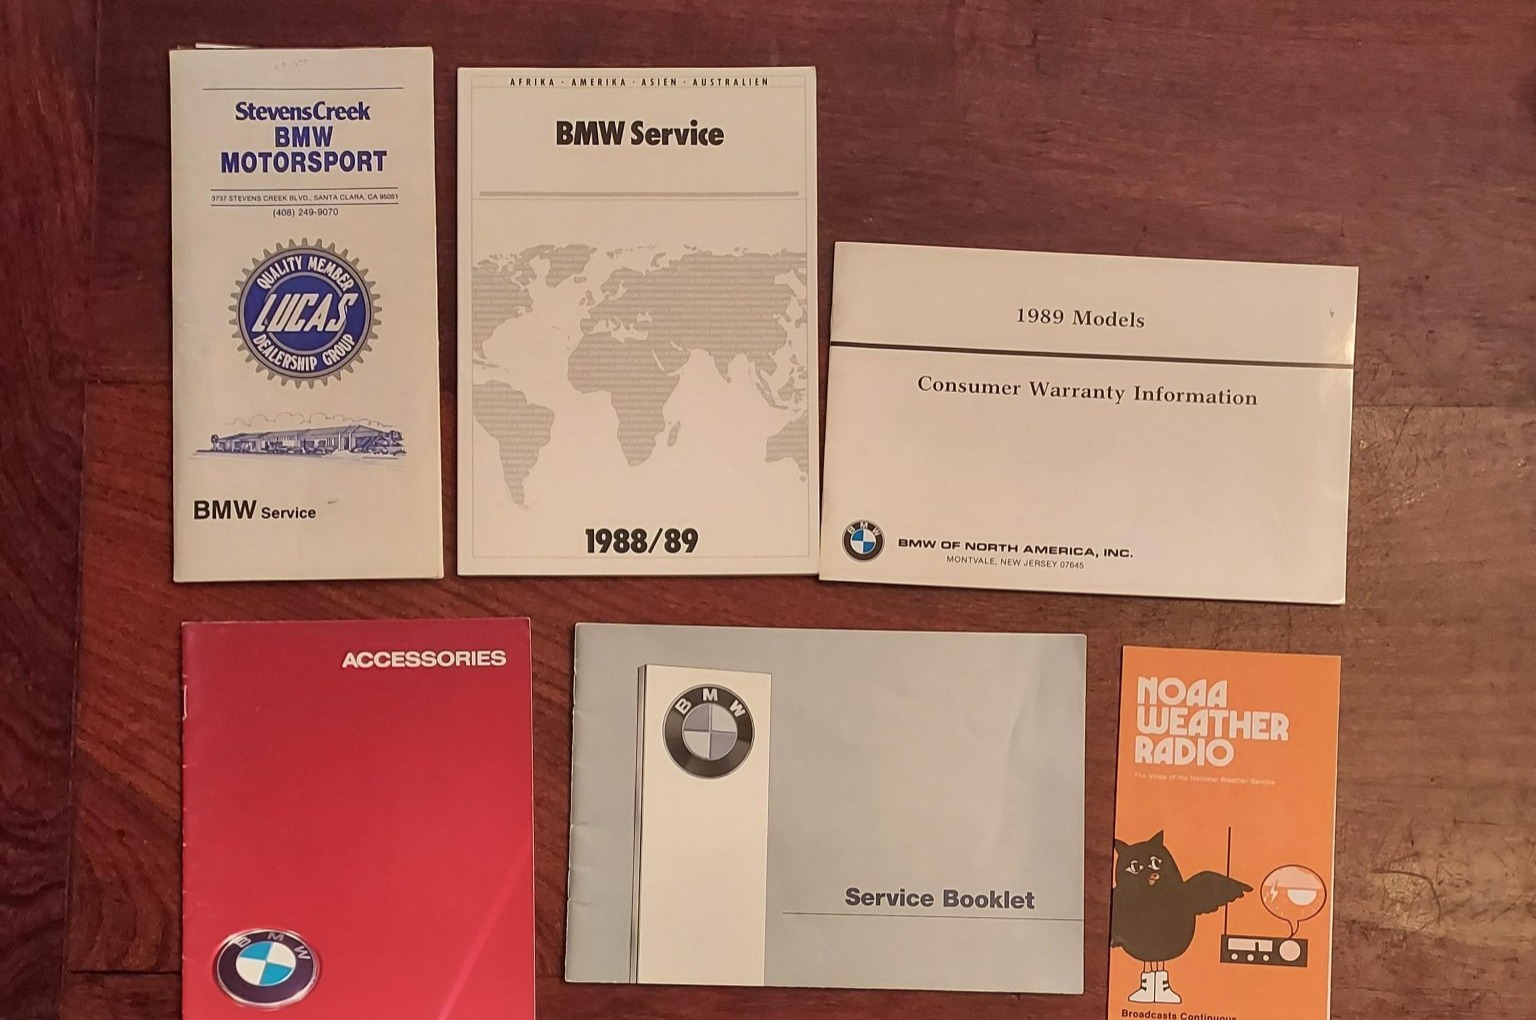 StevensCreek
BMW
MOTORSPORT
3737 STEVENS CREEK BLVD., SANTA CLARA, CA 95051
(408) 249-9070
QUALITY MEMBER
LUCAS
DEALERSHIP GROUP
BMW Service
AFRIKA · AMERIKA · ASIEN · AUSTRALIEN
BMW Service
1988/89
1989 Models
Consumer Warranty Information
BMW
BMW OF NORTH AMERICA, INC.
MONTVALE, NEW JERSEY 07645
ACCESSORIES
BMW
BMW
Service Booklet
NOAA
WEATHER
RADIO
The Voice of the National Weather Service
Broadcasts Continuous